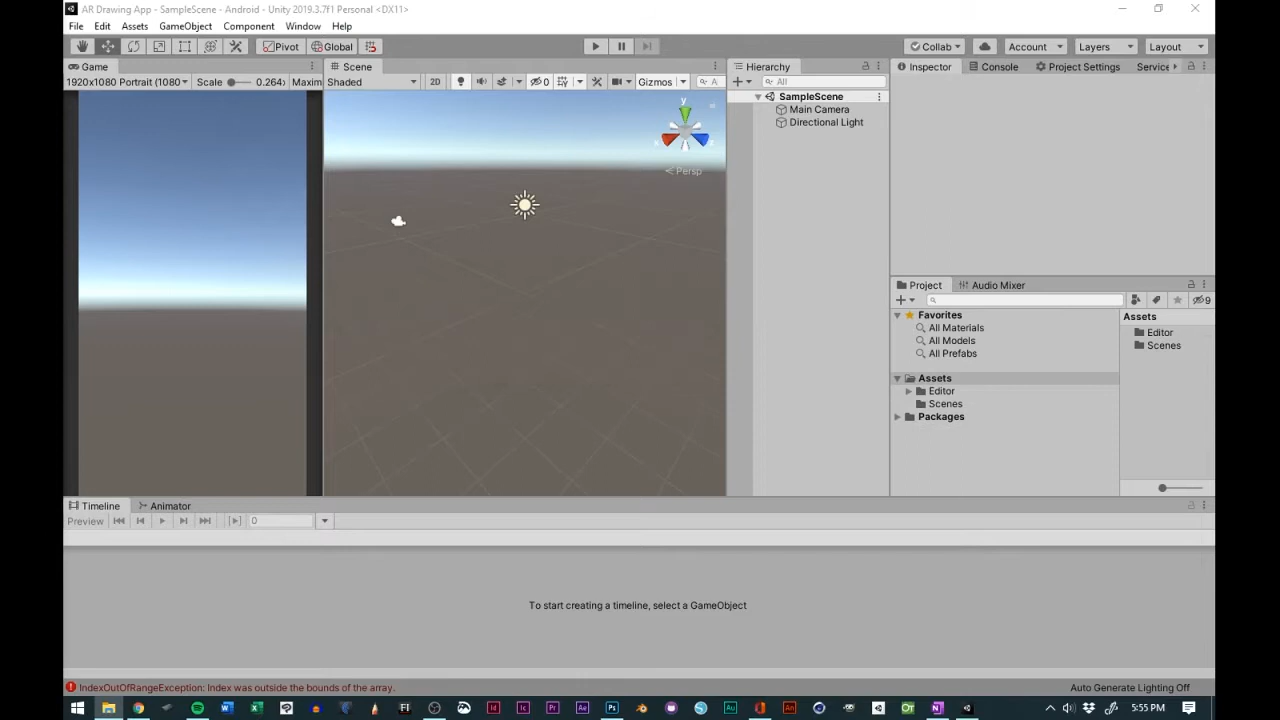 AR Drawing App - SampleScene - Android - Unity 2019.3.7f1 Personal <DX11>
File Edit Assets GameObject Component Window Help
Pivot Global Collab Account Layers Layout
Game Scene Hierarchy Inspector Console Project Settings Service
1920x1080 Portrait (1080 Scale 0.264x Maxim Shaded 2D 0 Gizmos A All
SampleScene
Main Camera
Directional Light
y
Persp
Project Audio Mixer
9
Favorites
All Materials
All Models
All Prefabs
Assets
Editor
Scenes
Packages
Assets
Editor
Scenes
Timeline Animator
Preview 0
To start creating a timeline, select a GameObject
IndexOutOfRangeException: Index was outside the bounds of the array.
Auto Generate Lighting Off
5:55 PM